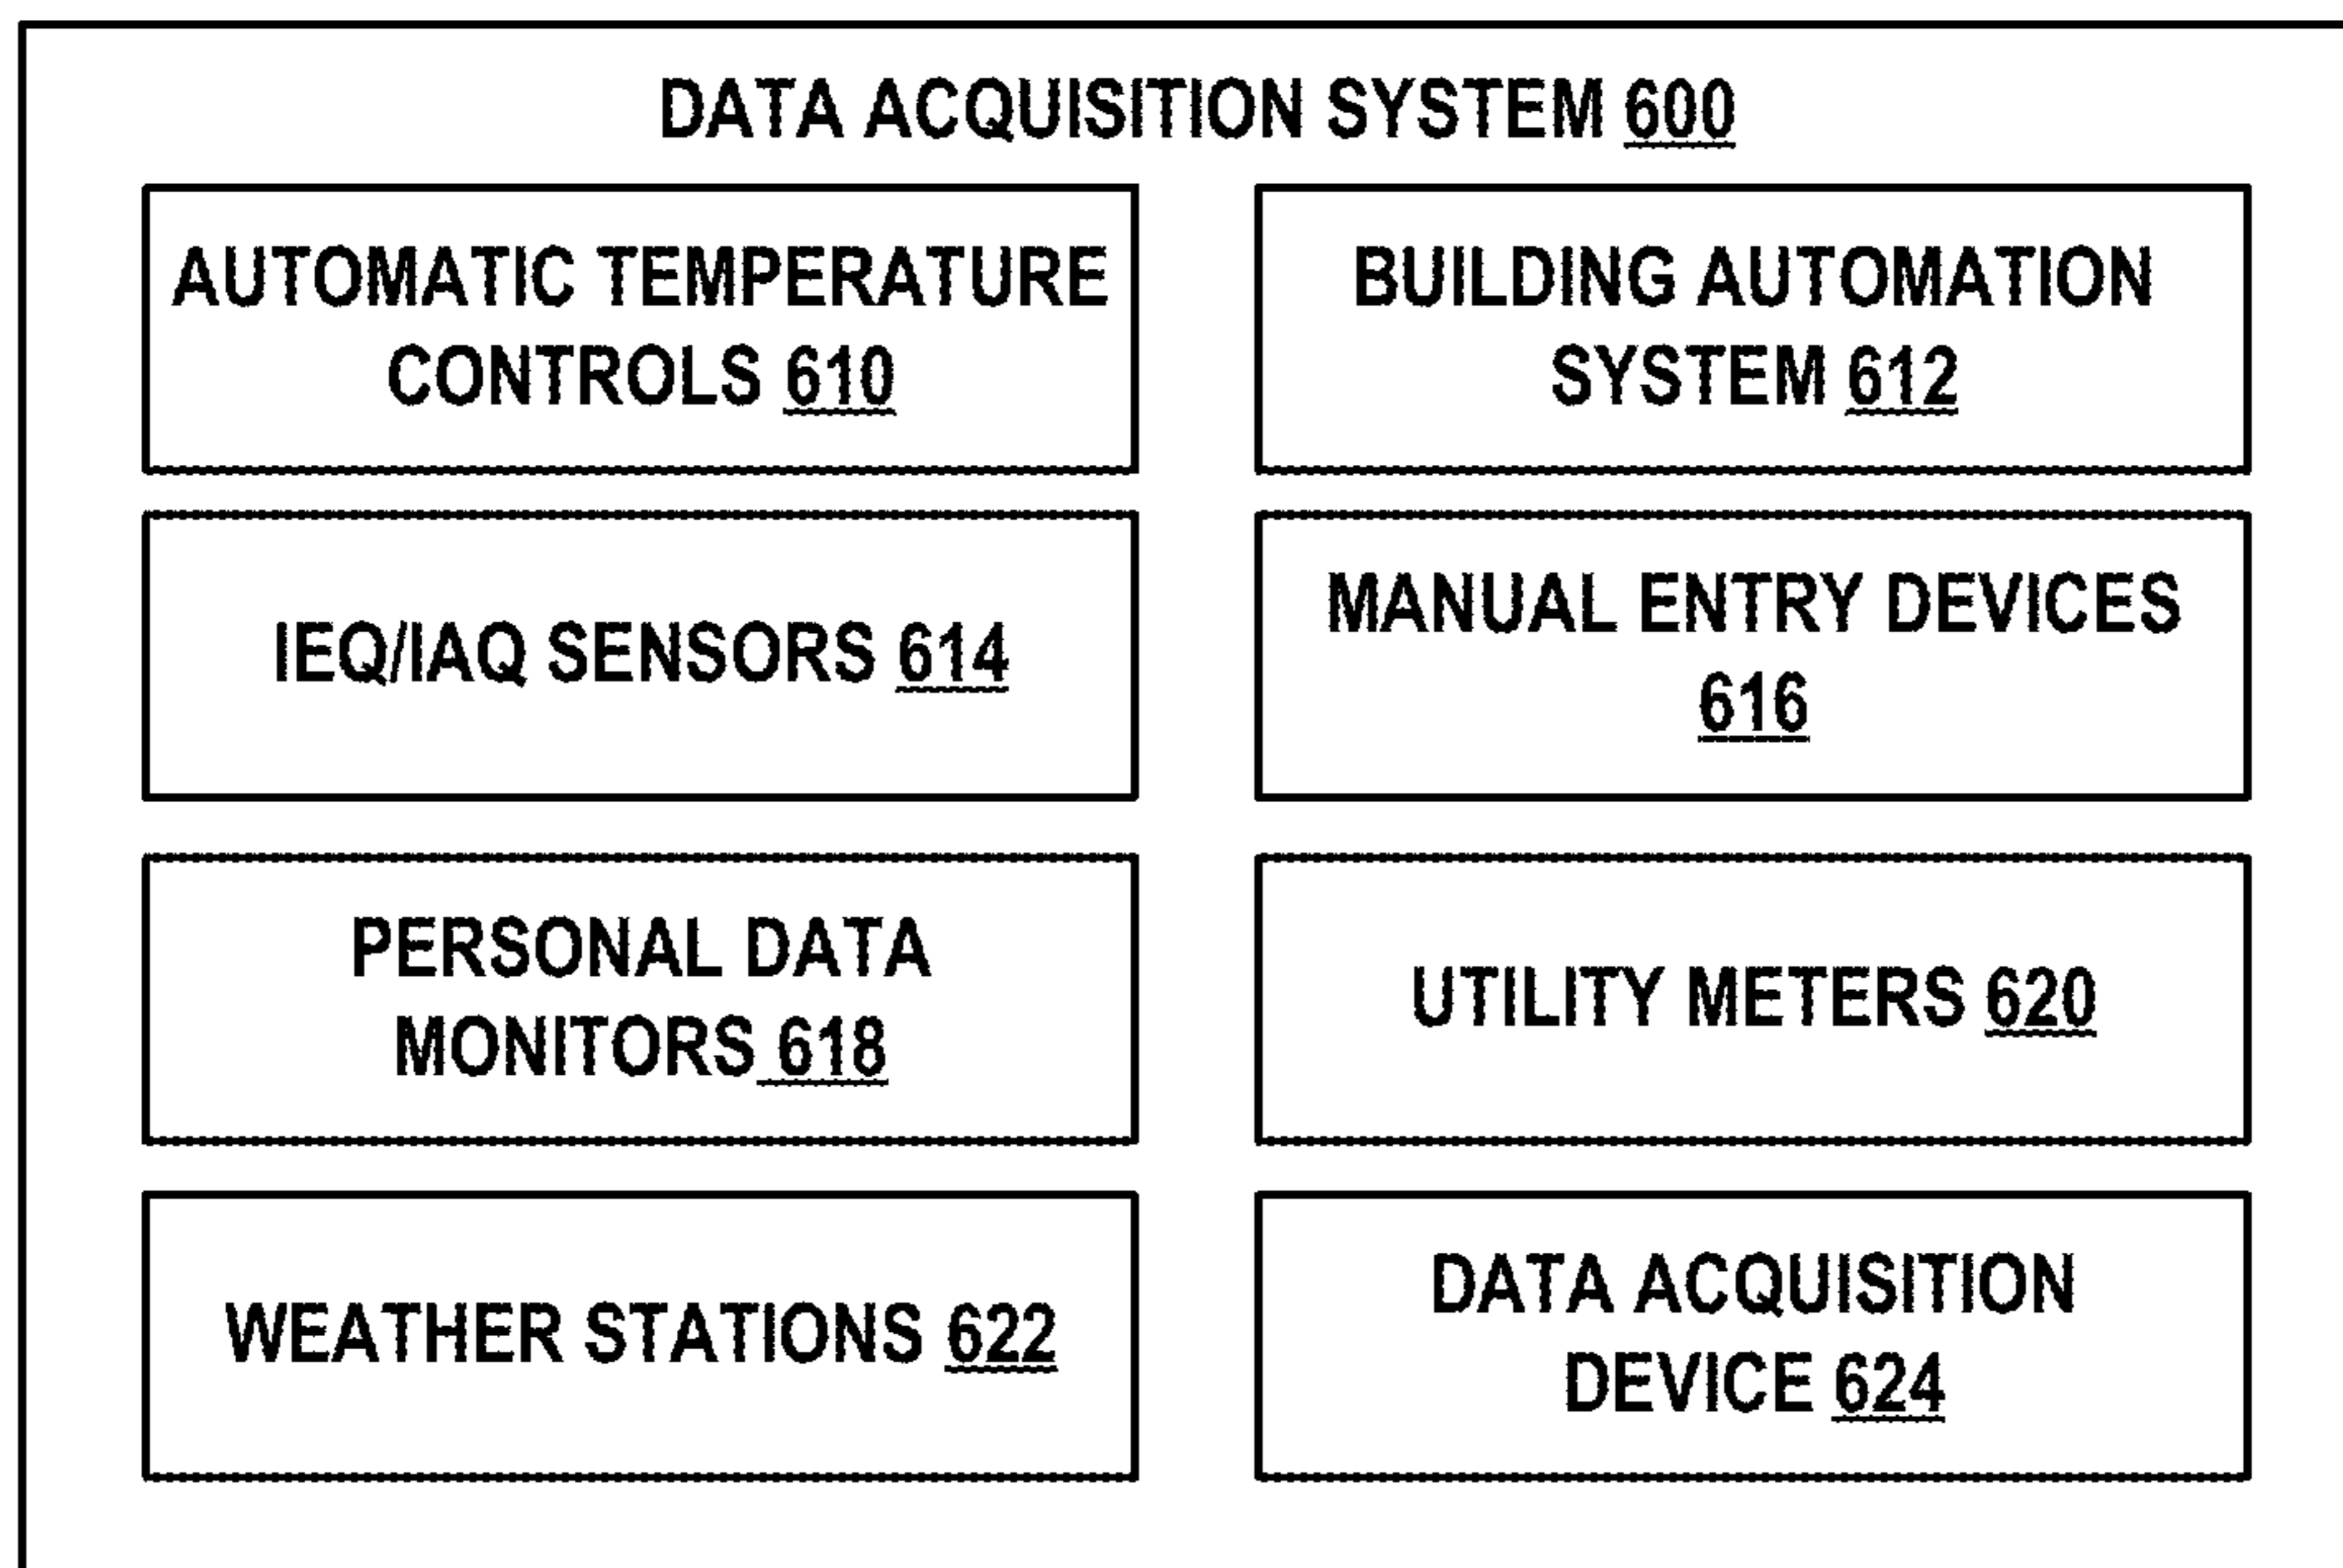 DATA ACQUISITION SYSTEM 600
AUTOMATIC TEMPERATURE
CONTROLS 610
BUILDING AUTOMATION
SYSTEM 612
IEQ/IAQ SENSORS 614
MANUAL ENTRY DEVICES
616
PERSONAL DATA
MONITORS 618
UTILITY METERS 620
WEATHER STATIONS 622
DATA ACQUISITION
DEVICE 624